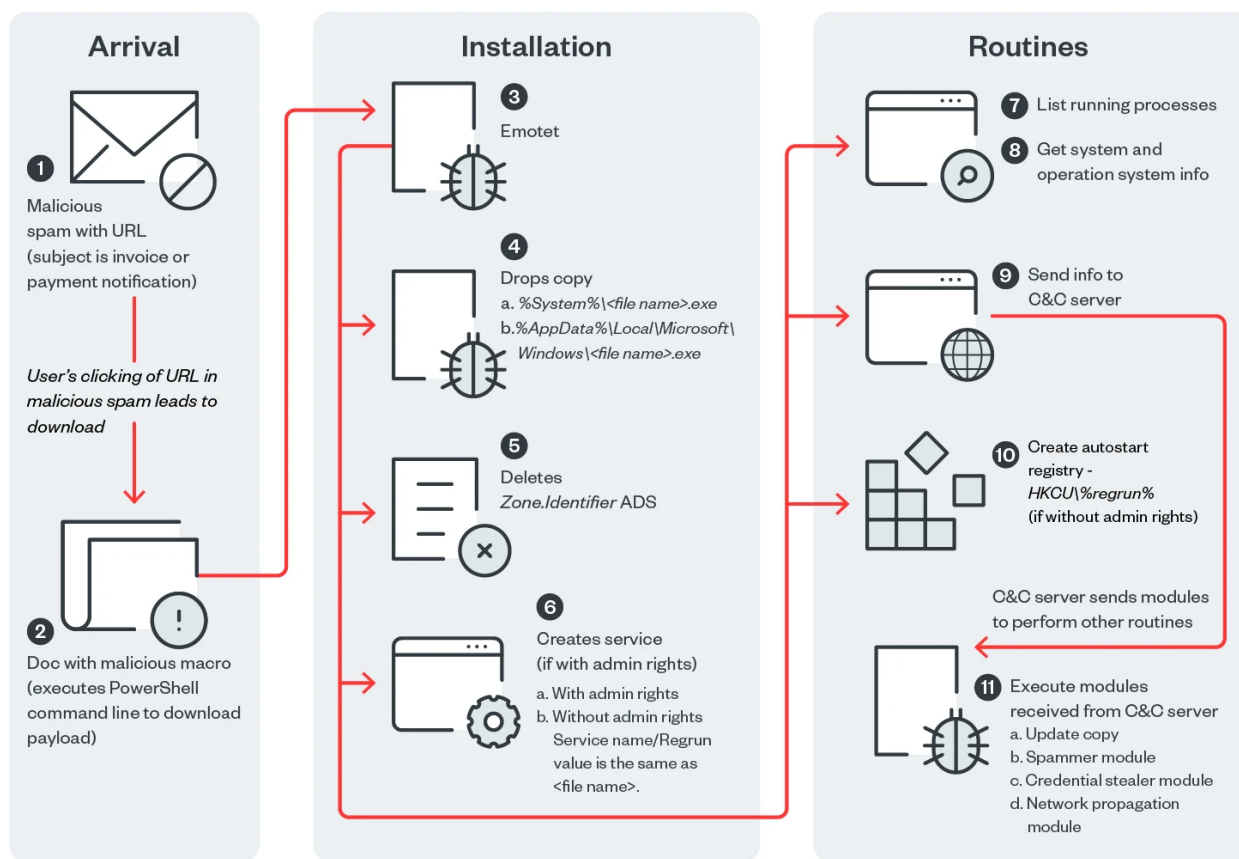 Arrival
1
Malicious
spam with URL
(subject is invoice or
payment notification)
User's clicking of URL in
malicious spam leads to
download
2
Doc with malicious macro
(executes PowerShell
command line to download
payload)
Installation
3
Emotet
4
Drops copy
a. %System%\<file name>.exe
b.%AppData%\Local\Microsoft\
Windows\<file name>.exe
5
Deletes
Zone.Identifier ADS
6
Creates service
(if with admin rights)
a. With admin rights
b. Without admin rights
Service name/Regrun
value is the same as
<file name>.
Routines
7 List running processes
8 Get system and
operation system info
9 Send info to
C&C server
10 Create autostart
registry -
HKCU\%regrun%
(if without admin rights)
C&C server sends modules
to perform other routines
11 Execute modules
received from C&C server
a. Update copy
b. Spammer module
c. Credential stealer module
d. Network propagation
module